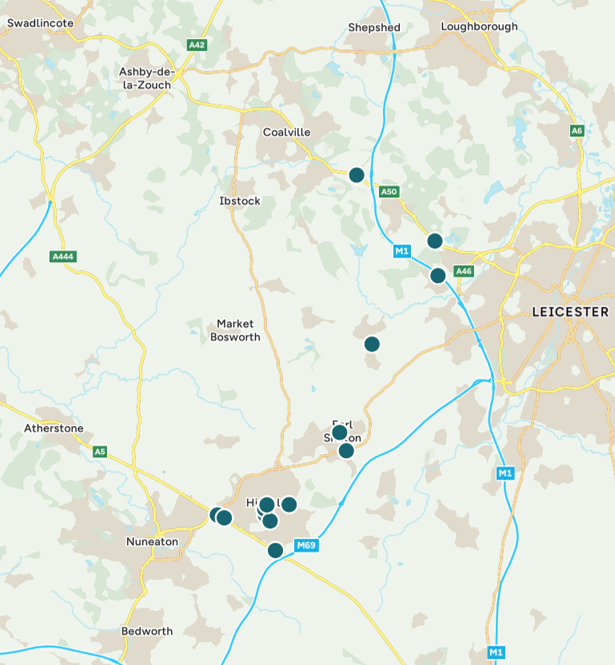 Swadlincote
Shepshed
Loughborough
A42
Ashby-de-
la-Zouch
A6
Coalville
A50
Ibstock
M1
A444
A46
LEICESTER
Market
Bosworth
Atherstone
A5
M1
Nuneaton
M69
Bedworth
M1